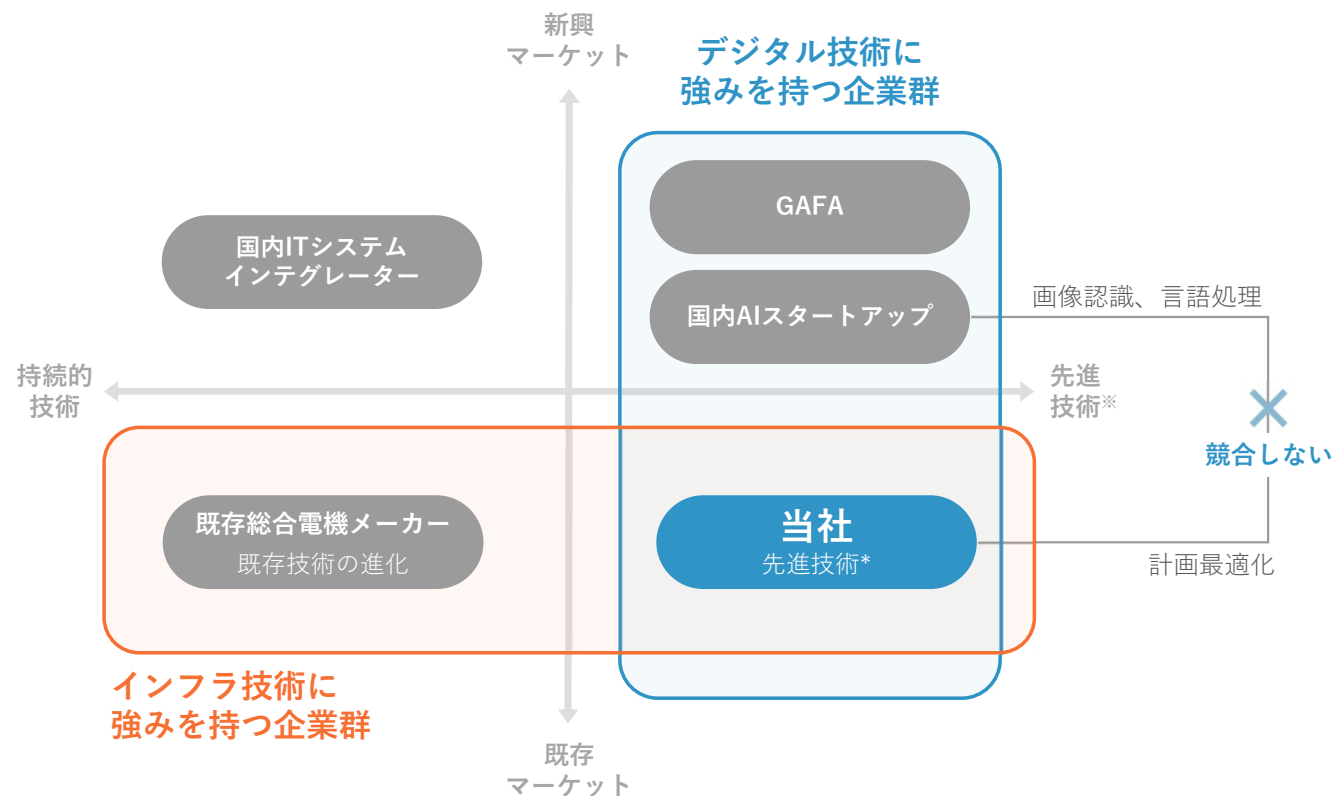 新興
マーケット
デジタル技術に
強みを持つ企業群
GAFA
国内ITシステム
インテグレーター
国内AIスタートアップ
画像認識、言語処理
持続的
技術
先進
技術※
競合しない
既存総合電機メーカー
既存技術の進化
当社
先進技術*
計画最適化
インフラ技術に
強みを持つ企業群
既存
マーケット